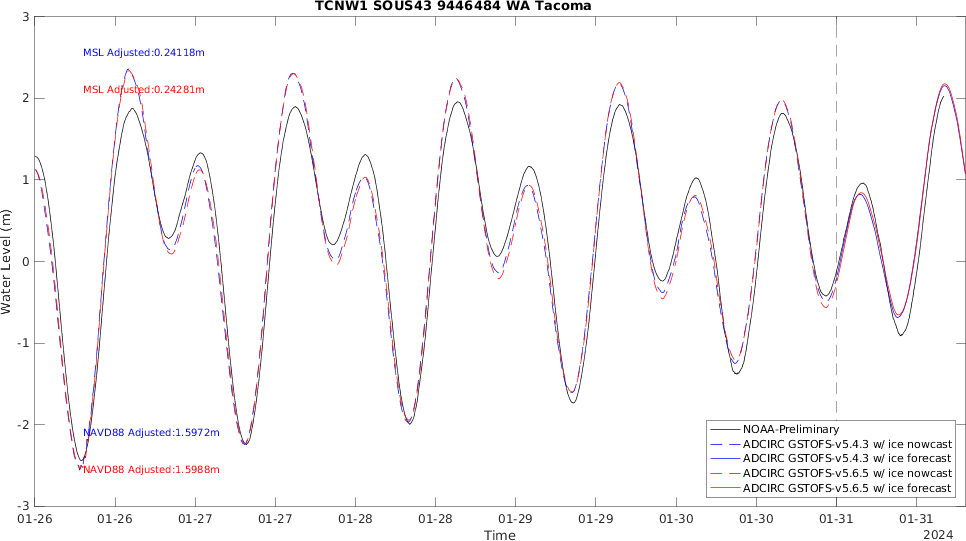 TCNW1 SOUS43 9446484 WA Tacoma
3
MSL Adjusted:0.24118m
MSL Adjusted:0.24281m
2
1
0
-1
-2
-3
Water Level (m)
NAVD88 Adjusted:1.5972m
NAVD88 Adjusted:1.5988m
NOAA-Preliminary
ADCIRC GSTOFS-v5.4.3 w/ ice nowcast
ADCIRC GSTOFS-v5.4.3 w/ ice forecast
ADCIRC GSTOFS-v5.6.5 w/ ice nowcast
ADCIRC GSTOFS-v5.6.5 w/ ice forecast
01-26 01-26 01-27 01-27 01-28 01-28 01-29 01-29 01-30 01-30 01-31 01-31
Time
2024